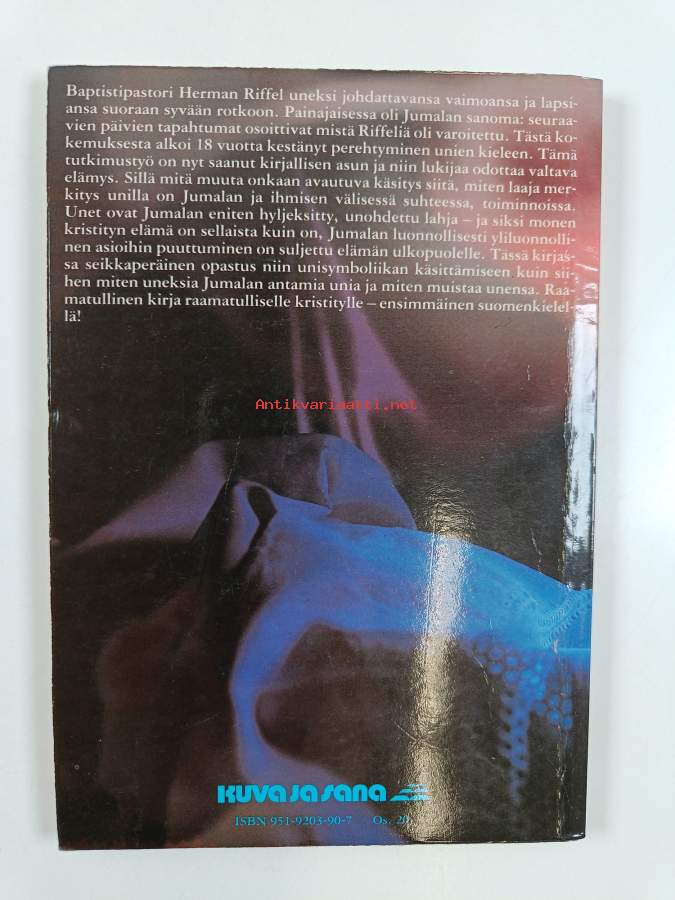 Baptistipastori Herman Riffel uneksi johdattavansa vaimoansa ja lapsi-
ansa suoraan syvään rotkoon. Painajaisessa oli Jumalan sanoma: seuraa-
vien päivien tapahtumat osoittivat mistä Riffeliä oli varoitettu. Tästä ko-
kemuksesta alkoi 18 vuotta kestänyt perehtyminen unien kieleen. Tämä
tutkimustyö on nyt saanut kirjallisen asun ja niin lukijaa odottaa valtava
elämys. Sillä mitä muuta onkaan avautuva käsitys siitä, miten laaja mer-
kitys unilla on Jumalan ja ihmisen välisessä suhteessa, toiminnoissa.
Unet ovat Jumalan eniten hyljeksitty, unohdettu lahja – ja siksi monen
kristityn elämä on sellaista kuin on, Jumalan luonnollisesti yliluonnolli-
nen asioihin puuttuminen on suljettu elämän ulkopuolelle. Tässä kirjas-
sa seikkaperäinen opastus niin unisymboliikan käsittämiseen kuin sii-
hen miten uneksia Jumalan antamia unia ja miten muistaa unensa. Raa-
matullinen kirja raamatulliselle kristitylle – ensimmäinen suomenkielel-
lä!
Antikvariaatti.net
KUVA JA SANA
ISBN 951-9203-90-7 Os. 20